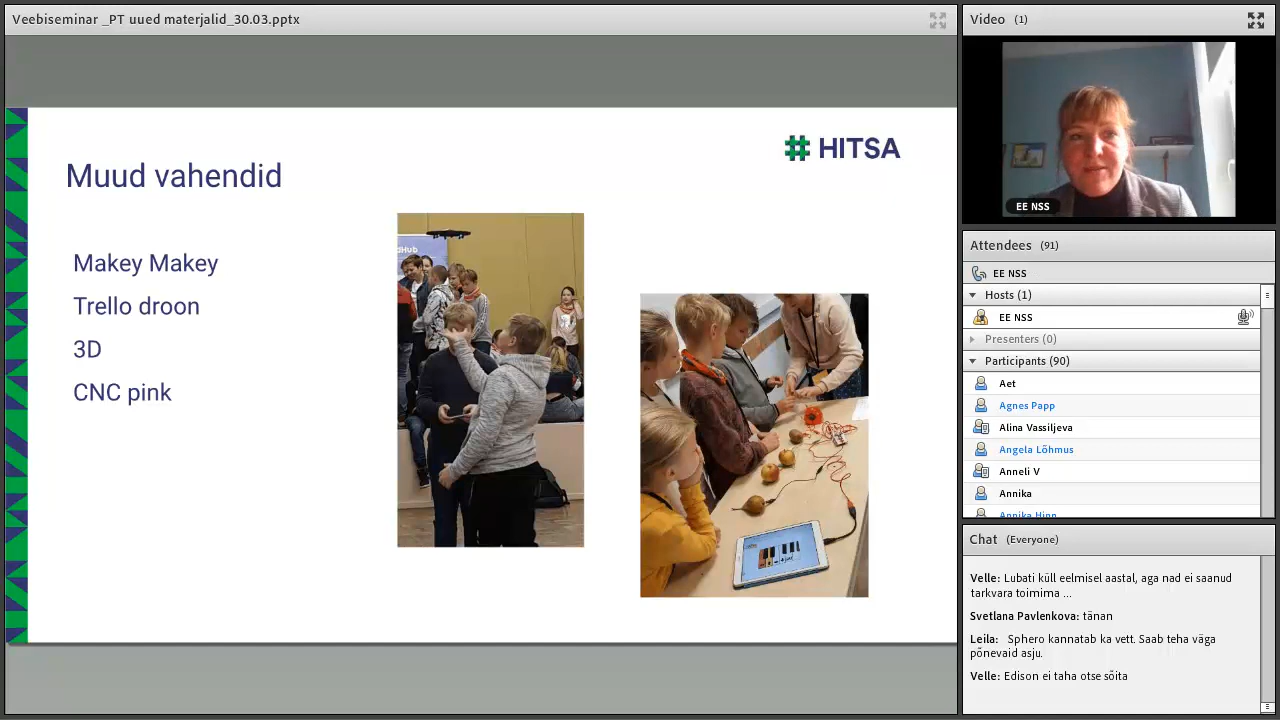 Veebiseminar _PT uued materjalid_30.03.pptx
HITSA
Muud vahendid
Makey Makey
Trello droon
3D
CNC pink
dHub
Video (1)
EE NSS
Attendees (91)
EE NSS
Hosts (1)
EE NSS
Presenters (0)
Participants (90)
Aet
Agnes Papp
Alina Vassiljeva
Angela Lõhmus
Anneli V
Annika
Annika Hinn
Chat (Everyone)
Velle: Lubati küll eelmisel aastal, aga nad ei saanud
tarkvara toimima ...
Svetlana Pavlenkova: tänan
Leila: Sphero kannatab ka vett. Saab teha väga
põnevaid asju.
Velle: Edison ei taha otse sõita